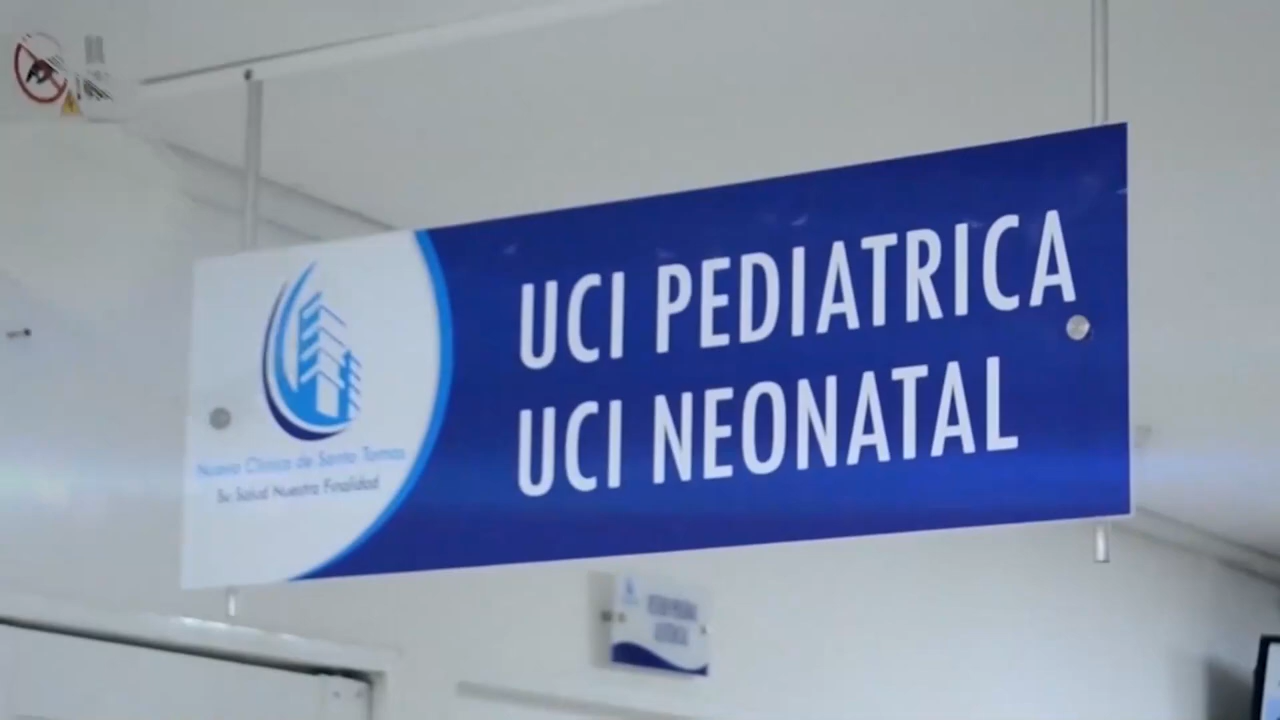 UCI PEDIATRICA
UCI NEONATAL
Nueva Clinica de Santo Tomas
Su Salud Nuestra Finalidad